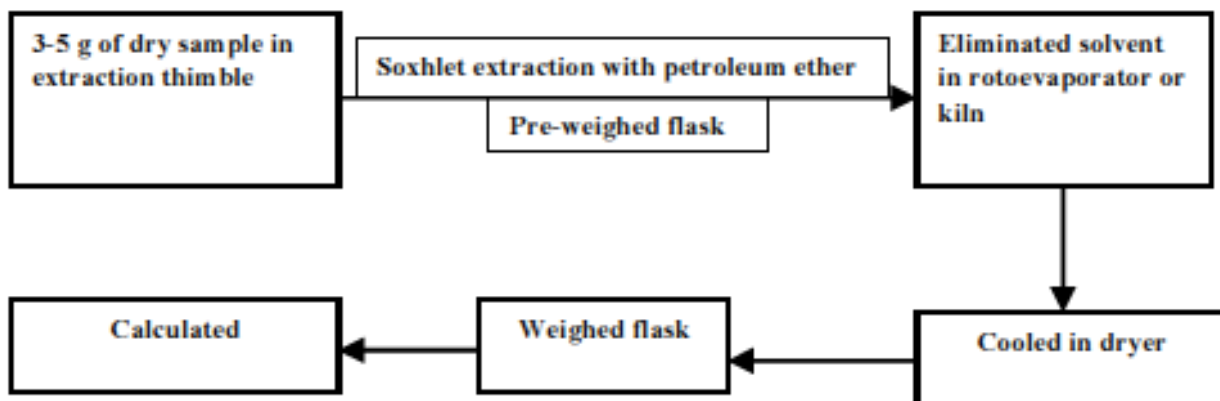 3-5 g of dry sample in
extraction thimble
Soxhlet extraction with petroleum ether
Pre-weighed flask
Eliminated solvent
in rotoevaporator or
kiln
Cooled in dryer
Weighed flask
Calculated